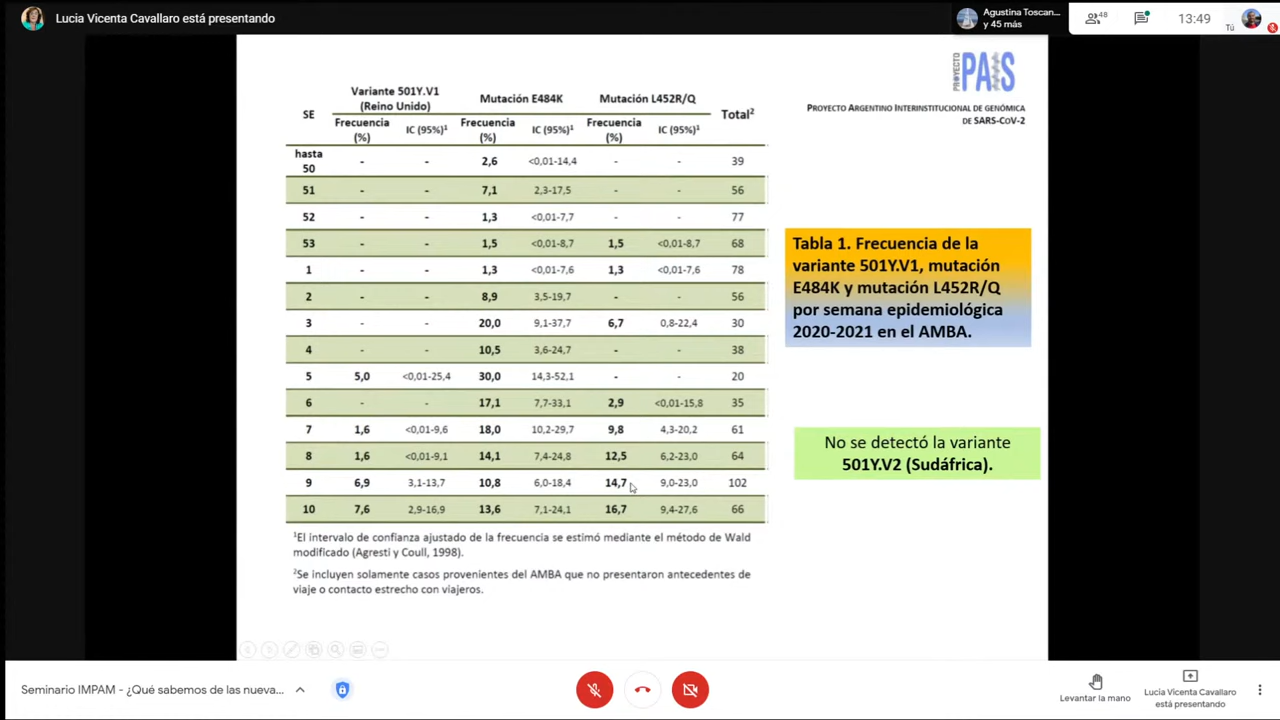 Lucia Vicenta Cavallaro está presentando
Agustina Toscan...
y 45 más
48
13:49
Tú
PROYECTO
PAIS
PROYECTO ARGENTINO INTERINSTITUCIONAL DE GENÓMICA
DE SARS-COV-2
SE
Variante 501Y.V1
(Reino Unido)
Mutación E484K
Mutación L452R/Q
Total2
Frecuencia
(%)
IC (95%)1
Frecuencia
(%)
IC (95%)1
Frecuencia
(%)
IC (95%)1
hasta
50 - - 2,6 <0,01-14,4 - - 39
51 - - 7,1 2,3-17,5 - - 56
52 - - 1,3 <0,01-7,7 - - 77
53 - - 1,5 <0,01-8,7 1,5 <0,01-8,7 68
1 - - 1,3 <0,01-7,6 1,3 <0,01-7,6 78
2 - - 8,9 3,5-19,7 - - 56
3 - - 20,0 9,1-37,7 6,7 0,8-22,4 30
4 - - 10,5 3,6-24,7 - - 38
5 5,0 <0,01-25,4 30,0 14,3-52,1 - - 20
6 - - 17,1 7,7-33,1 2,9 <0,01-15,8 35
7 1,6 <0,01-9,6 18,0 10,2-29,7 9,8 4,3-20,2 61
8 1,6 <0,01-9,1 14,1 7,4-24,8 12,5 6,2-23,0 64
9 6,9 3,1-13,7 10,8 6,0-18,4 14,7 9,0-23,0 102
10 7,6 2,9-16,9 13,6 7,1-24,1 16,7 9,4-27,6 66
1El intervalo de confianza ajustado de la frecuencia se estimó mediante el método de Wald
modificado (Agresti y Coull, 1998).
2Se incluyen solamente casos provenientes del AMBA que no presentaron antecedentes de
viaje o contacto estrecho con viajeros.
Tabla 1. Frecuencia de la
variante 501Y.V1, mutación
E484K y mutación L452R/Q
por semana epidemiológica
2020-2021 en el AMBA.
No se detectó la variante
501Y.V2 (Sudáfrica).
Seminario IMPAM - ¿Qué sabemos de las nueva...
Levantar la mano
Lucia Vicenta Cavallaro
está presentando